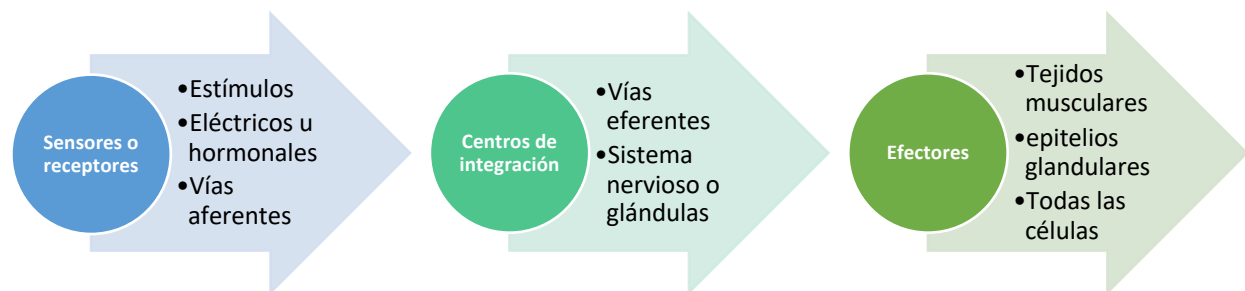 Sensores o
receptores
•Estímulos
•Eléctricos u
hormonales
•Vías
aferentes
Centros de
integración
•Vías
eferentes
•Sistema
nervioso o
glándulas
Efectores
•Tejidos
musculares
•epitelios
glandulares
•Todas las
células